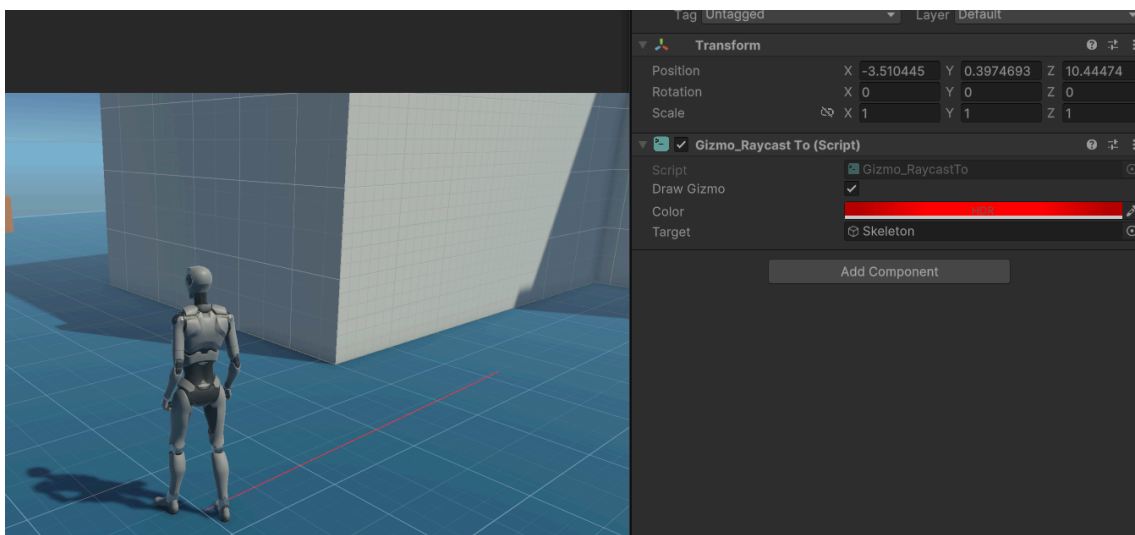 Tag Untagged Layer Default
Transform
Position X -3.510445 Y 0.3974693 Z 10.44474
Rotation X 0 Y 0 Z 0
Scale X 1 Y 1 Z 1
Gizmo_Raycast To (Script)
Script Gizmo_RaycastTo
Draw Gizmo
Color HDR
Target Skeleton
Add Component